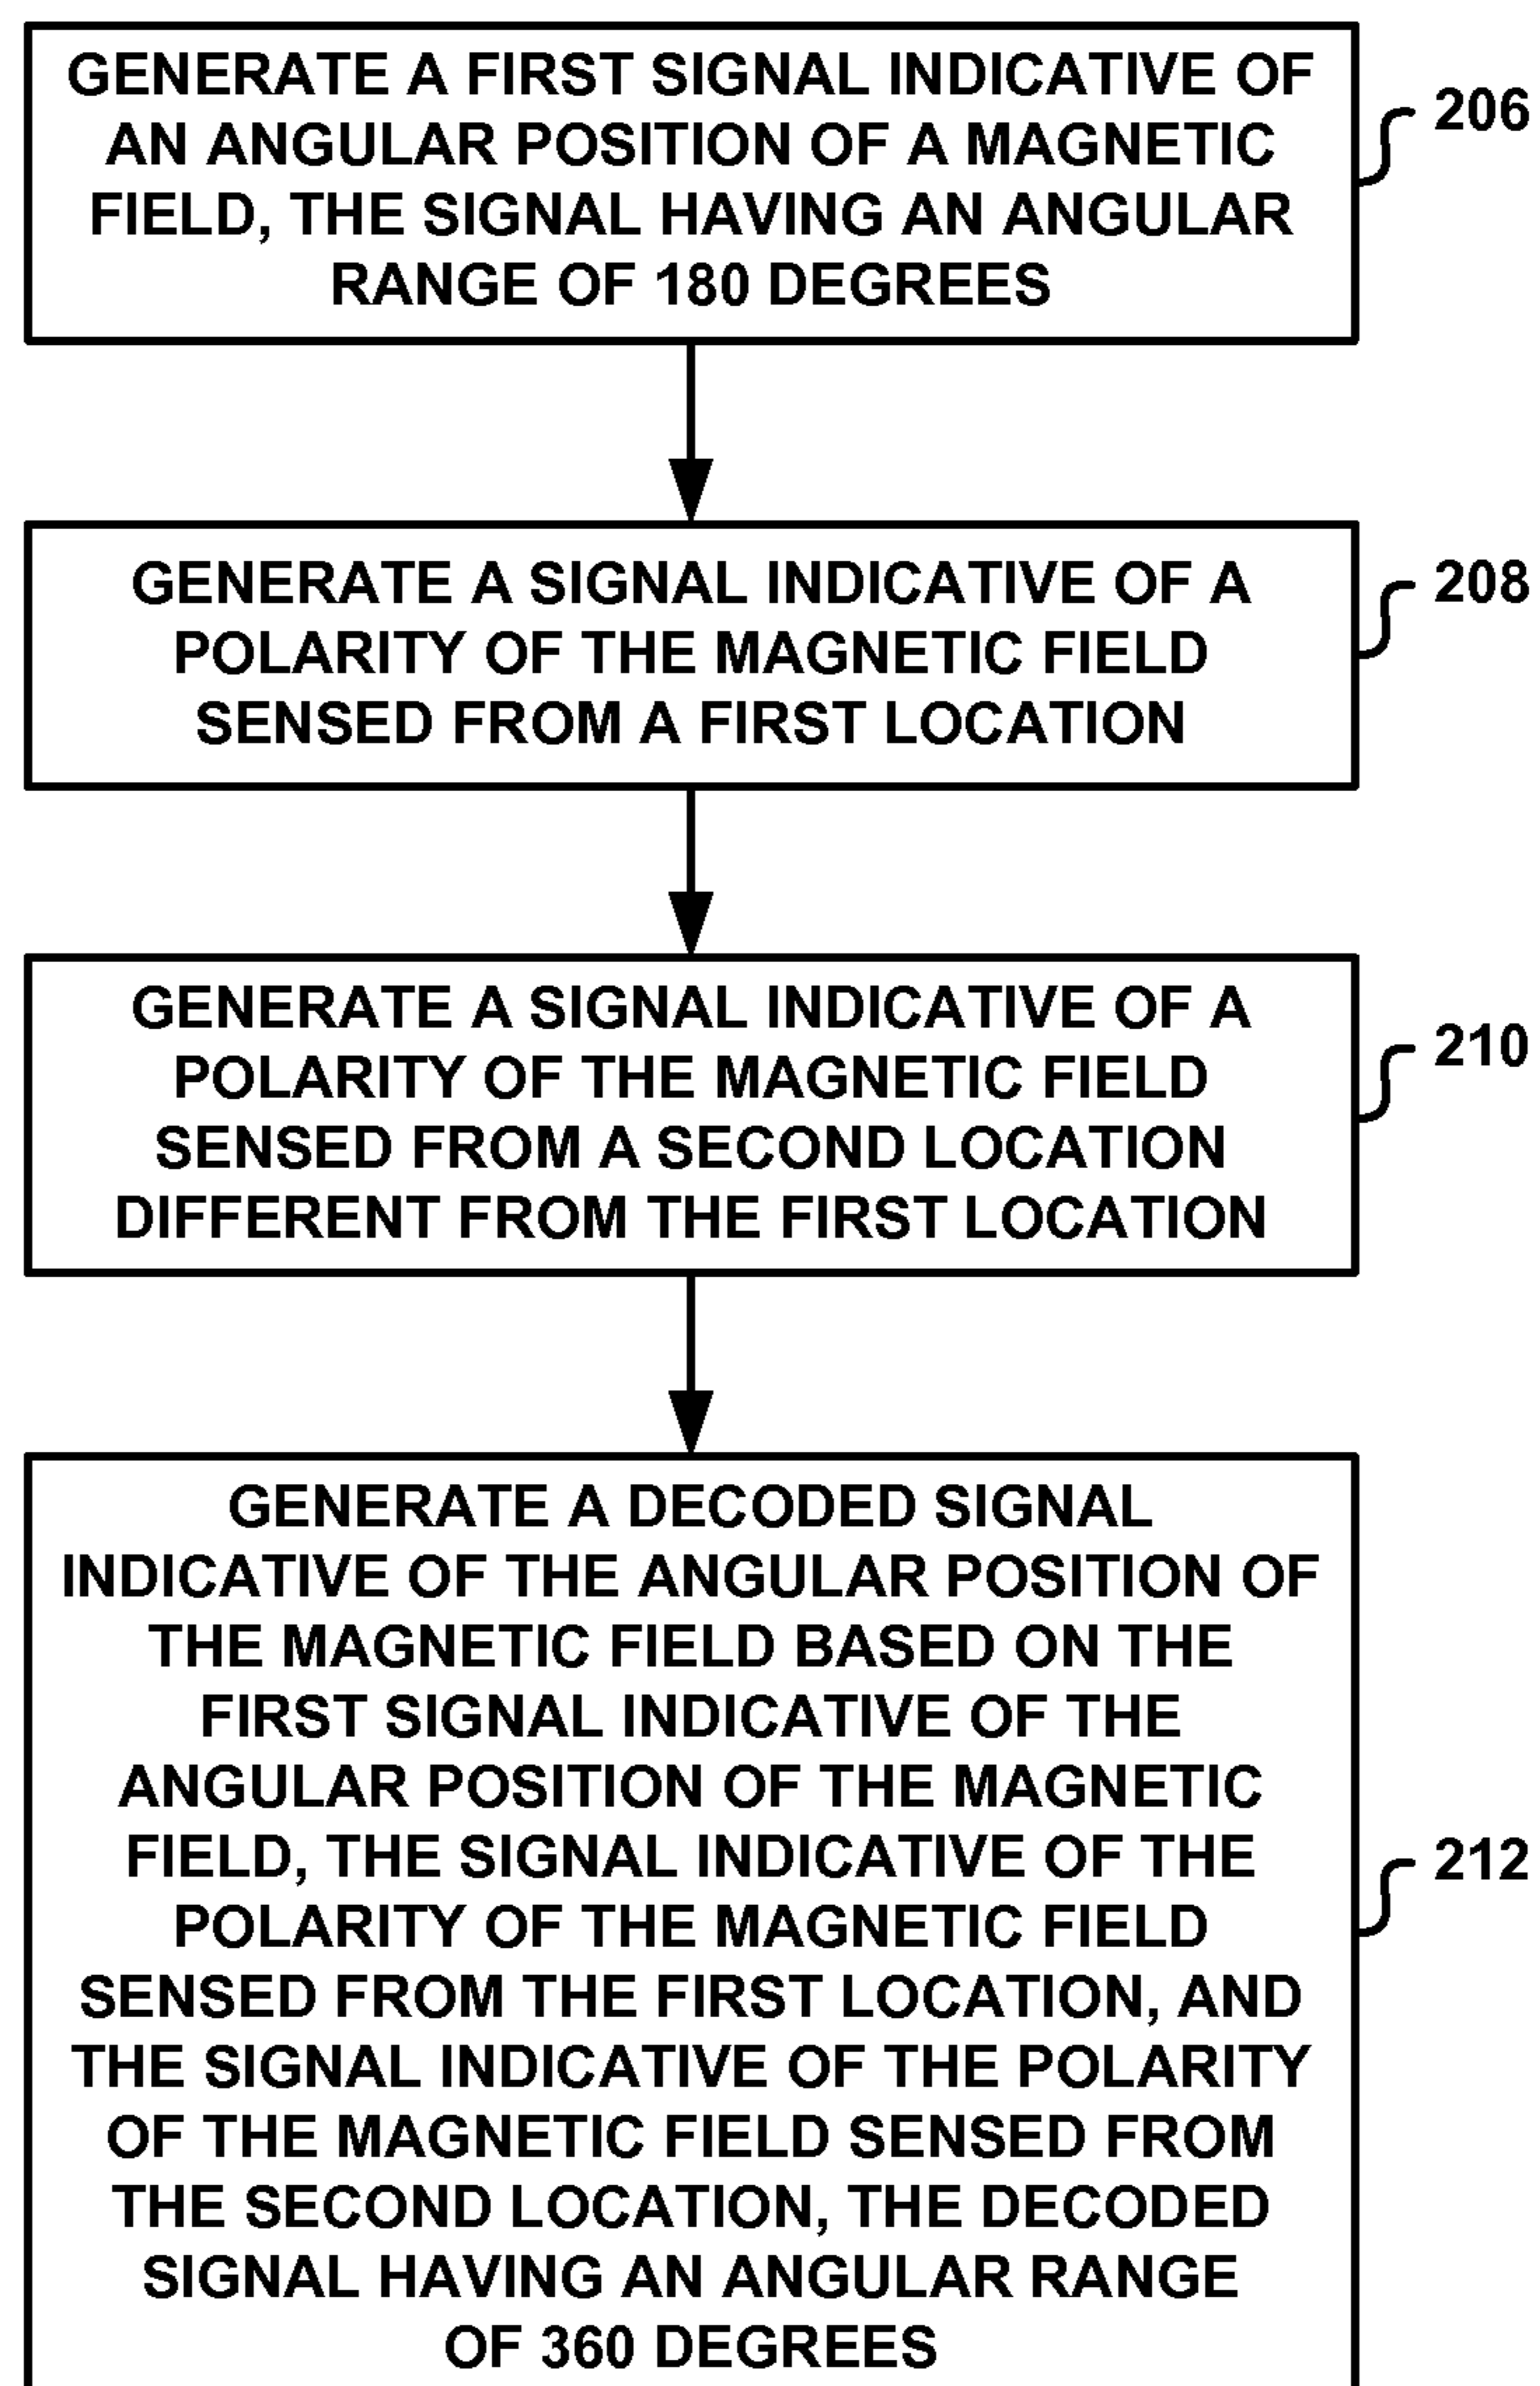 GENERATE A FIRST SIGNAL INDICATIVE OF
AN ANGULAR POSITION OF A MAGNETIC
FIELD, THE SIGNAL HAVING AN ANGULAR
RANGE OF 180 DEGREES
206
GENERATE A SIGNAL INDICATIVE OF A
POLARITY OF THE MAGNETIC FIELD
SENSED FROM A FIRST LOCATION
208
GENERATE A SIGNAL INDICATIVE OF A
POLARITY OF THE MAGNETIC FIELD
SENSED FROM A SECOND LOCATION
DIFFERENT FROM THE FIRST LOCATION
210
GENERATE A DECODED SIGNAL
INDICATIVE OF THE ANGULAR POSITION OF
THE MAGNETIC FIELD BASED ON THE
FIRST SIGNAL INDICATIVE OF THE
ANGULAR POSITION OF THE MAGNETIC
FIELD, THE SIGNAL INDICATIVE OF THE
POLARITY OF THE MAGNETIC FIELD
SENSED FROM THE FIRST LOCATION, AND
THE SIGNAL INDICATIVE OF THE POLARITY
OF THE MAGNETIC FIELD SENSED FROM
THE SECOND LOCATION, THE DECODED
SIGNAL HAVING AN ANGULAR RANGE
OF 360 DEGREES
212